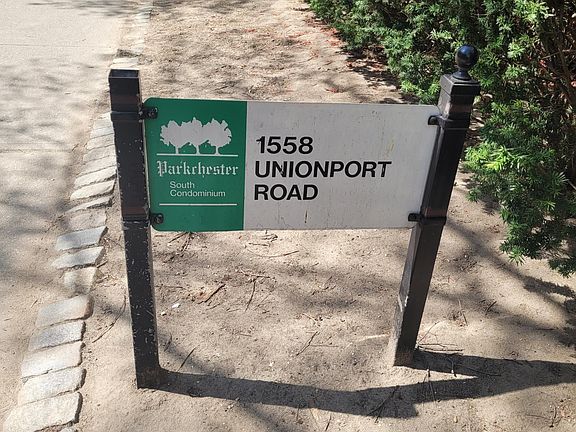 Parkchester
South
Condominium
1558
UNIONPORT
ROAD